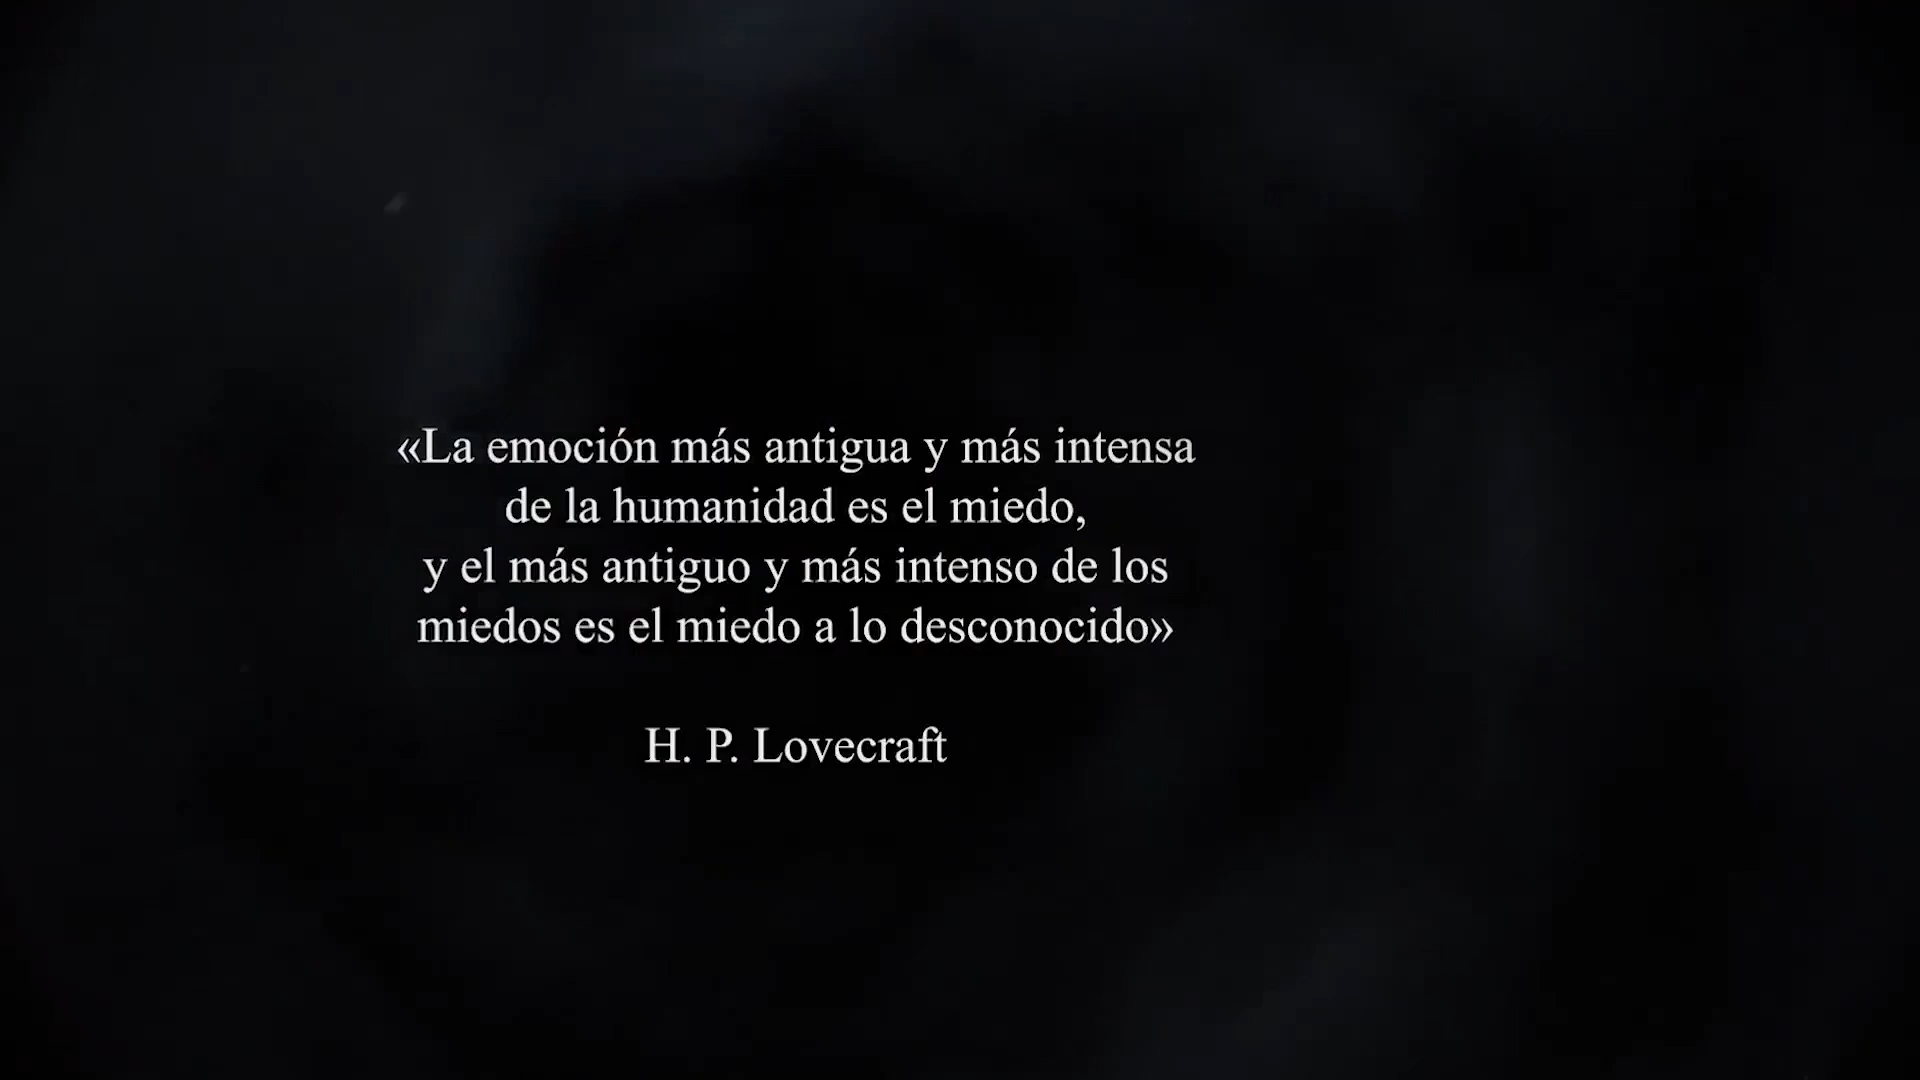 «La emoción más antigua y más intensa
de la humanidad es el miedo,
y el más antiguo y más intenso de los
miedos es el miedo a lo desconocido»
H. P. Lovecraft